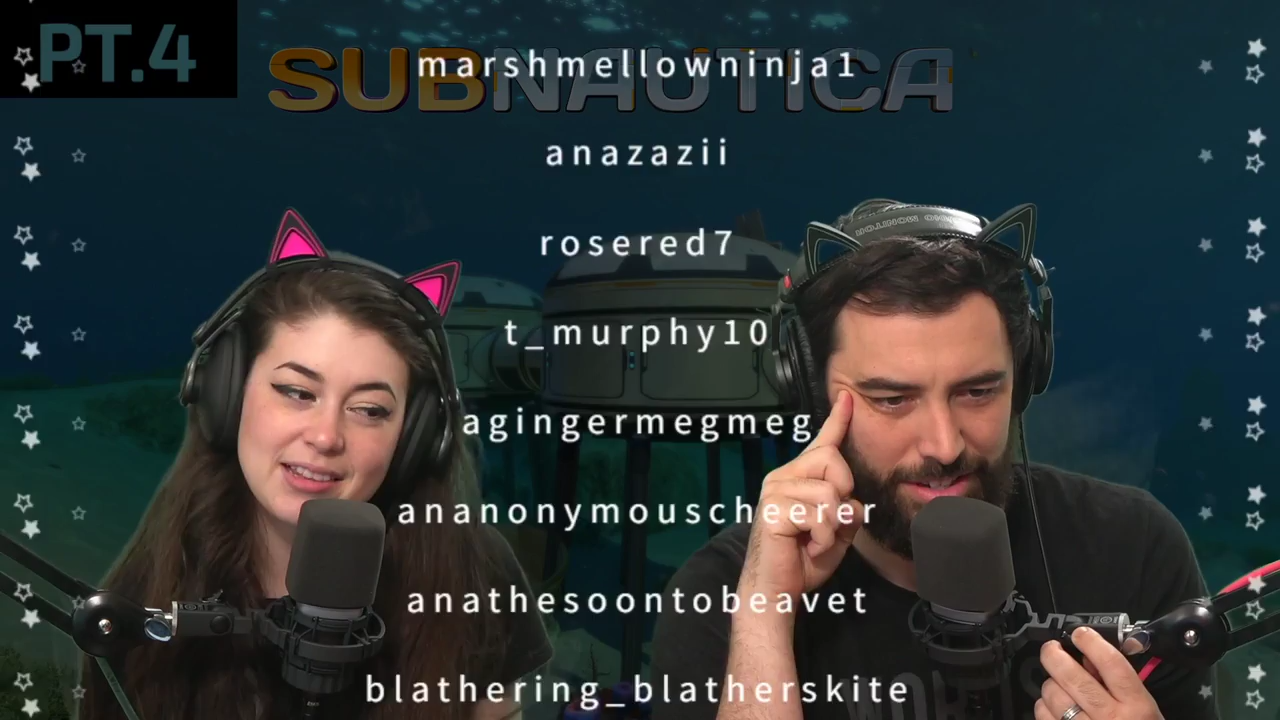 PT.4
SUBNAUTICA
marshmellowninja1
anazazii
rosered7
t_murphy10
agingermegmeg
ananonymouscheerer
anathesoontobeavet
blathering_blatherskite